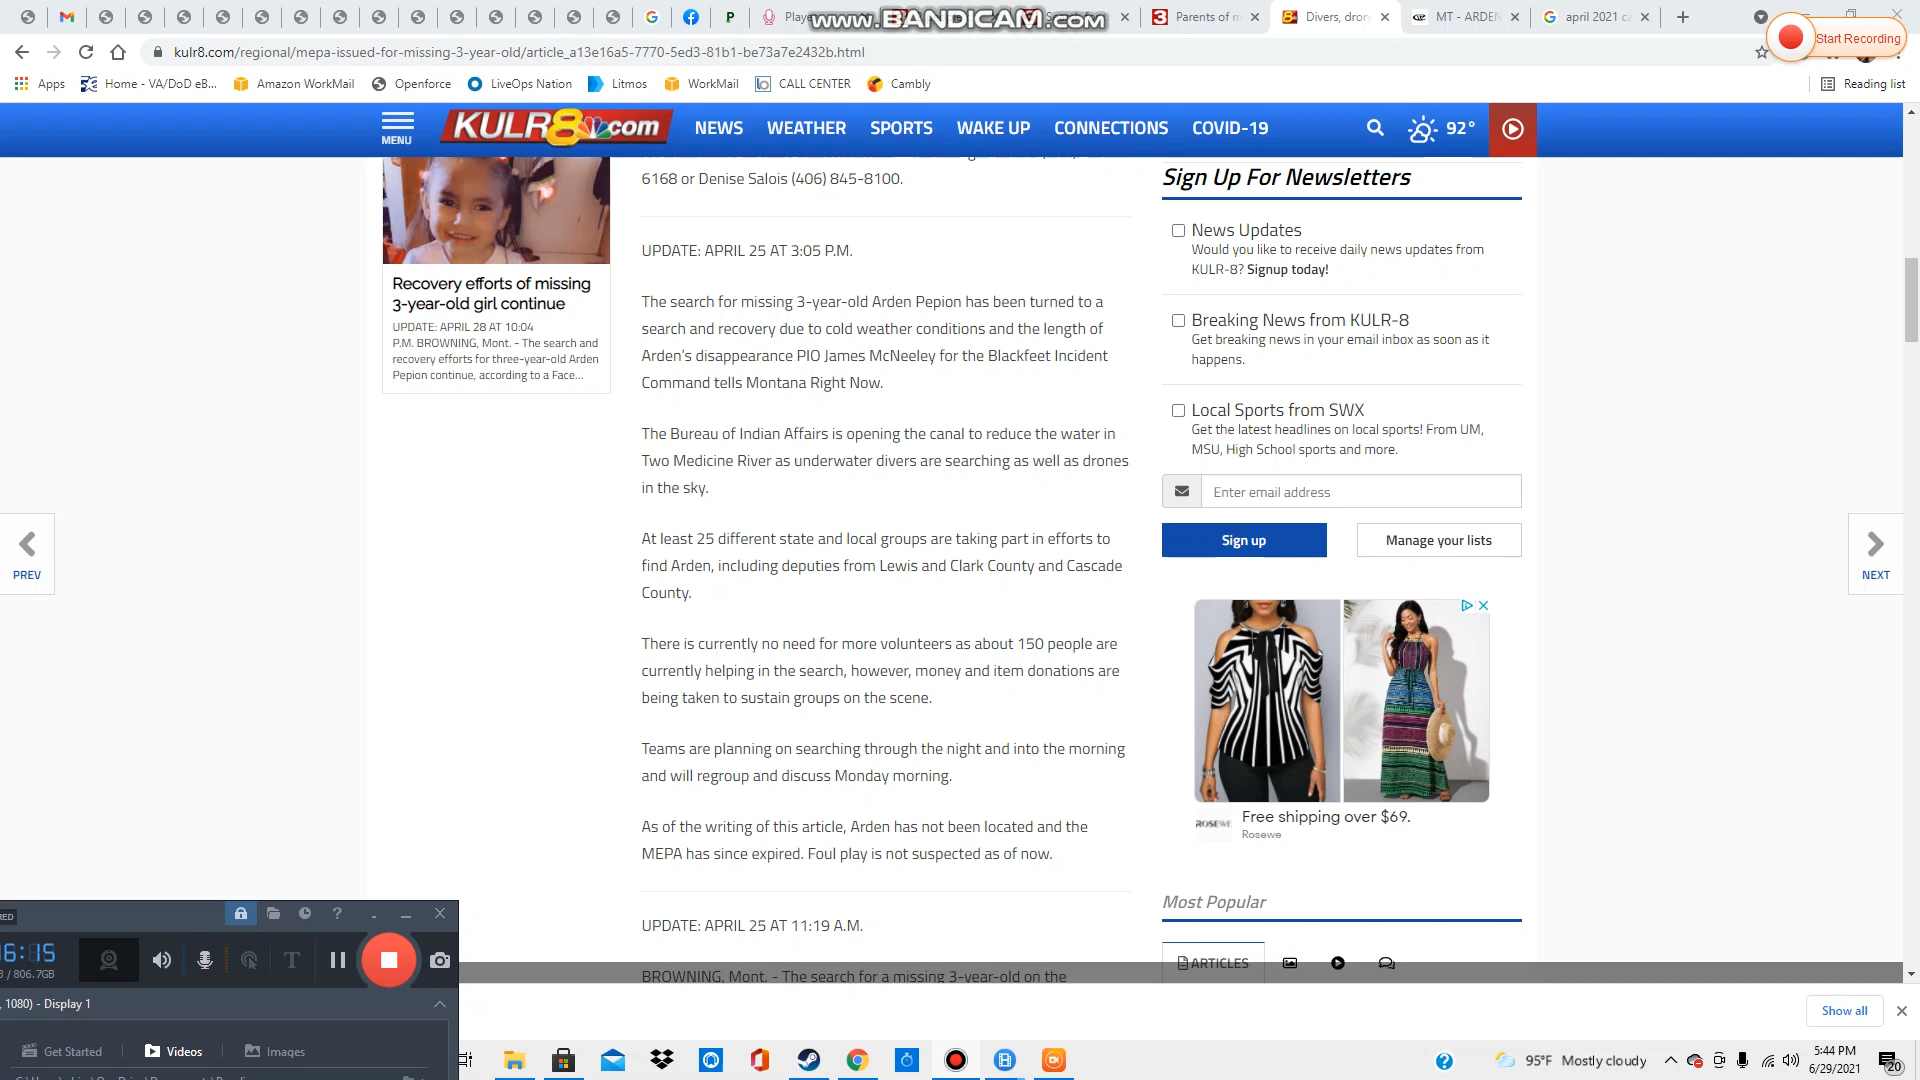 Playe
www.BANDICAM.com
Parents of m
Divers, dron
MT - ARDEN
april 2021 ca
Start Recording
kulr8.com/regional/mepa-issued-for-missing-3-year-old/article_a13e16a5-7770-5ed3-81b1-be73a7e2432b.html
Apps Home - VA/DoD eB... Amazon WorkMail Openforce LiveOps Nation Litmos WorkMail CALL CENTER Cambly Reading list
MENU KULR8.com NEWS WEATHER SPORTS WAKE UP CONNECTIONS COVID-19 92°
Recovery efforts of missing
3-year-old girl continue
UPDATE: APRIL 28 AT 10:04
P.M. BROWNING, Mont. - The search and
recovery efforts for three-year-old Arden
Pepion continue, according to a Face...
PREV
6168 or Denise Salois (406) 845-8100.
UPDATE: APRIL 25 AT 3:05 P.M.
The search for missing 3-year-old Arden Pepion has been turned to a
search and recovery due to cold weather conditions and the length of
Arden's disappearance PIO James McNeeley for the Blackfeet Incident
Command tells Montana Right Now.
The Bureau of Indian Affairs is opening the canal to reduce the water in
Two Medicine River as underwater divers are searching as well as drones
in the sky.
At least 25 different state and local groups are taking part in efforts to
find Arden, including deputies from Lewis and Clark County and Cascade
County.
There is currently no need for more volunteers as about 150 people are
currently helping in the search, however, money and item donations are
being taken to sustain groups on the scene.
Teams are planning on searching through the night and into the morning
and will regroup and discuss Monday morning.
As of the writing of this article, Arden has not been located and the
MEPA has since expired. Foul play is not suspected as of now.
UPDATE: APRIL 25 AT 11:19 A.M.
BROWNING, Mont. - The search for a missing 3-year-old on the
Sign Up For Newsletters
News Updates
Would you like to receive daily news updates from
KULR-8? Signup today!
Breaking News from KULR-8
Get breaking news in your email inbox as soon as it
happens.
Local Sports from SWX
Get the latest headlines on local sports! From UM,
MSU, High School sports and more.
Enter email address
Sign up Manage your lists
NEXT
Free shipping over $69.
ROSEWE Rosewe
Most Popular
ARTICLES
RED
6:15
/ 806.7GB
1080) - Display 1
Get Started Videos Images
Show all
95°F Mostly cloudy
5:44 PM
6/29/2021
20